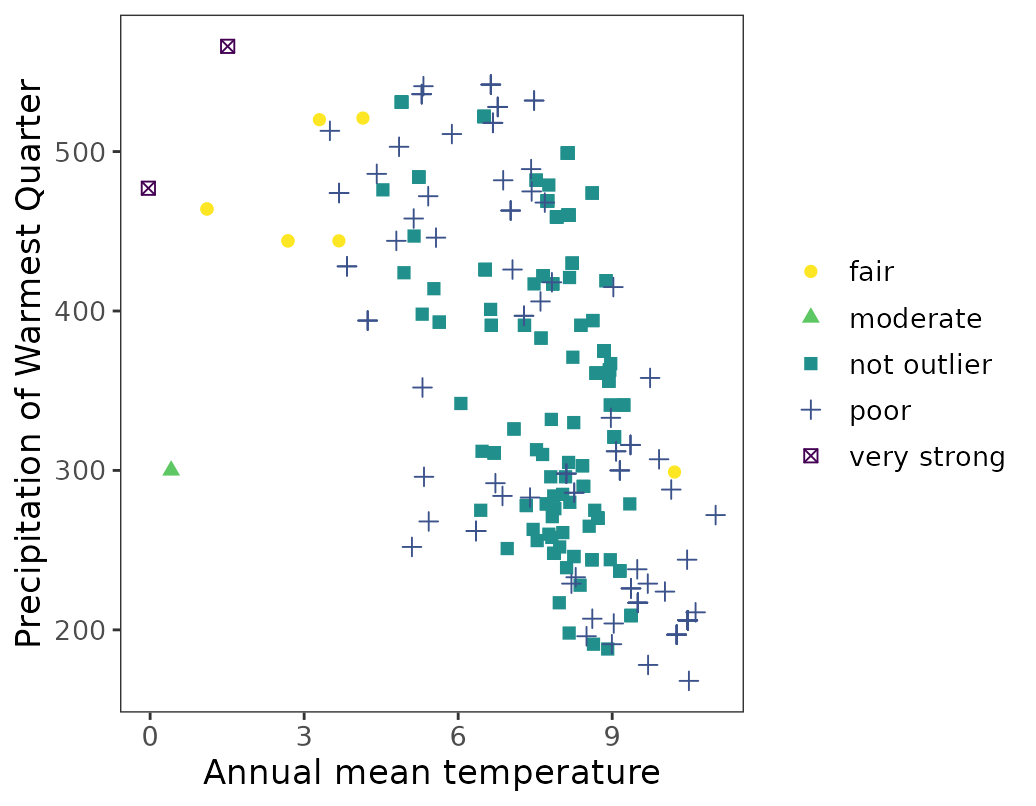 Precipitation of Warmest Quarter
500
400
300
200
0 3 6 9
Annual mean temperature
fair
moderate
not outlier
poor
very strong